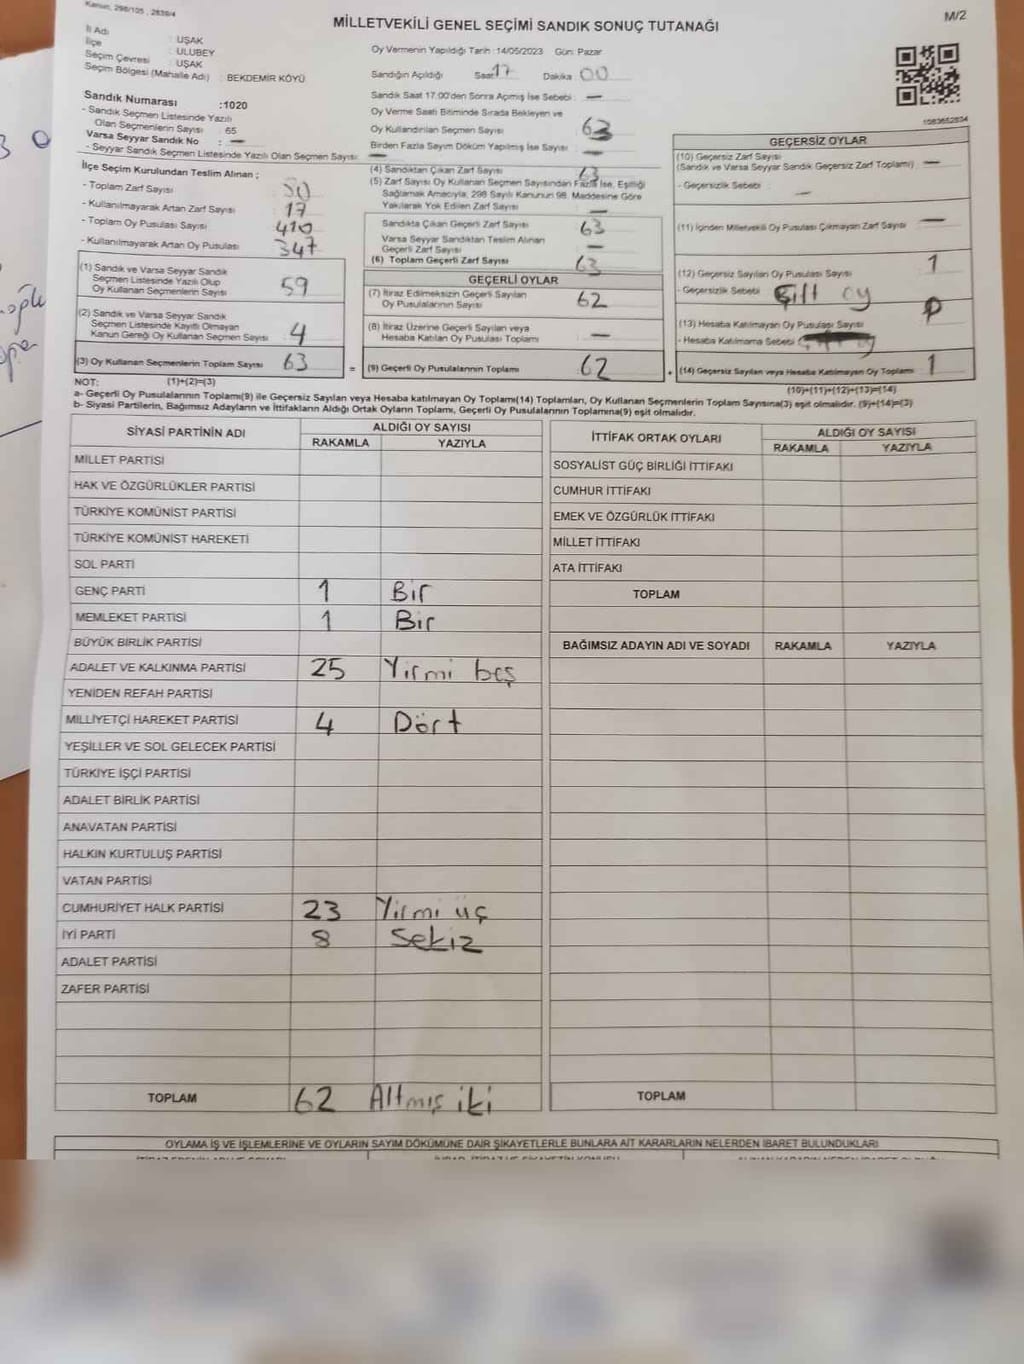 Kanun, 298/105 , 2839/4
M/2
MİLLETVEKİLİ GENEL SEÇİMİ SANDIK SONUÇ TUTANAĞI
İl Adı : UŞAK
İlçe : ULUBEY
Seçim Çevresi : UŞAK
Seçim Bölgesi (Mahalle Adı) : BEKDEMİR KÖYÜ
Sandık Numarası :1020
- Sandık Seçmen Listesinde Yazılı
Olan Seçmenlerin Sayısı : 65
Varsa Seyyar Sandık No : —
- Seyyar Sandık Seçmen Listesinde Yazılı Olan Seçmen Sayısı: —
İlçe Seçim Kurulundan Teslim Alınan ;
- Toplam Zarf Sayısı
- Kullanılmayarak Artan Zarf Sayısı : 17
- Toplam Oy Pusulası Sayısı : 410
- Kullanılmayarak Artan Oy Pusulası : 347
(1) Sandık ve Varsa Seyyar Sandık
Seçmen Listesinde Yazılı Olup
Oy Kullanan Seçmenlerin Sayısı : 59
(2) Sandık ve Varsa Seyyar Sandık
Seçmen Listesinde Kayıtlı Olmayan
Kanun Gereği Oy Kullanan Seçmen Sayısı : 4
(3) Oy Kullanan Seçmenlerin Toplam Sayısı : 63
Oy Vermenin Yapıldığı Tarih :14/05/2023 Gün: Pazar
Sandığın Açıldığı Saat 17 Dakika 00
Sandık Saat 17:00'den Sonra Açımış İse Sebebi : —
Oy Verme Saati Bitiminde Sırada Bekleyen ve
Oy Kullandırılan Seçmen Sayısı : 63
Birden Fazla Sayım Döküm Yapılmış İse Sayısı : —
(4) Sandıktan Çıkan Zarf Sayısı : 63
(5) Zarf Sayısı Oy Kullanan Seçmen Sayısından Fazla İse, Eşitliği
Sağlamak Amacıyla, 298 Sayılı Kanunun 98. Maddesine Göre
Yakılarak Yok Edilen Zarf Sayısı : —
Sandıkta Çıkan Geçerli Zarf Sayısı : 63
Varsa Seyyar Sandıktan Teslim Alınan
Geçerli Zarf Sayısı : —
(6) Toplam Geçerli Zarf Sayısı : 63
GEÇERLİ OYLAR
(7) İtiraz Edilmeksizin Geçerli Sayılan
Oy Pusulalarının Sayısı : 62
(8) İtiraz Üzerine Geçerli Sayılan veya
Hesaba Katılan Oy Pusulası Toplamı : —
= (9) Geçerli Oy Pusulalarının Toplamı : 62
1083652834
GEÇERSİZ OYLAR
(10) Geçersiz Zarf Sayısı
(Sandık ve Varsa Seyyar Sandık Geçersiz Zarf Toplamı) : —
- Geçersizlik Sebebi : —
(11) İçinden Milletvekili Oy Pusulası Çıkmayan Zarf Sayısı : —
(12) Geçersiz Sayılan Oy Pusulası Sayısı : 1
- Geçersizlik Sebebi : Çift oy
(13) Hesaba Katılmayan Oy Pusulası Sayısı
- Hesaba Katılmama Sebebi :
+ (14) Geçersiz Sayılan veya Hesaba Katılmayan Oy Toplamı : 1
NOT: (1)+(2)=(3) (10)+(11)+(12)+(13)=(14)
a- Geçerli Oy Pusulalarının Toplamı(9) ile Geçersiz Sayılan veya Hesaba katılmayan Oy Toplamı(14) Toplamları, Oy Kullanan Seçmenlerin Toplam Sayısına(3) eşit olmalıdır. (9)+(14)=(3)
b- Siyasi Partilerin, Bağımsız Adayların ve İttifakların Aldığı Ortak Oyların Toplamı, Geçerli Oy Pusulalarının Toplamına(9) eşit olmalıdır.
SİYASİ PARTİNİN ADI ALDIĞI OY SAYISI
RAKAMLA YAZIYLA
MİLLET PARTİSİ
HAK VE ÖZGÜRLÜKLER PARTİSİ
TÜRKİYE KOMÜNİST PARTİSİ
TÜRKİYE KOMÜNİST HAREKETİ
SOL PARTİ
GENÇ PARTİ 1 Bir
MEMLEKET PARTİSİ 1 Bir
BÜYÜK BİRLİK PARTİSİ
ADALET VE KALKINMA PARTİSİ 25 Yirmi beş
YENİDEN REFAH PARTİSİ
MİLLİYETÇİ HAREKET PARTİSİ 4 Dört
YEŞİLLER VE SOL GELECEK PARTİSİ
TÜRKİYE İŞÇİ PARTİSİ
ADALET BİRLİK PARTİSİ
ANAVATAN PARTİSİ
HALKIN KURTULUŞ PARTİSİ
VATAN PARTİSİ
CUMHURİYET HALK PARTİSİ 23 Yirmi üç
İYİ PARTİ 8 Sekiz
ADALET PARTİSİ
ZAFER PARTİSİ
TOPLAM 62 Altmış iki
İTTİFAK ORTAK OYLARI ALDIĞI OY SAYISI
RAKAMLA YAZIYLA
SOSYALİST GÜÇ BİRLİĞİ İTTİFAKI
CUMHUR İTTİFAKI
EMEK VE ÖZGÜRLÜK İTTİFAKI
MİLLET İTTİFAKI
ATA İTTİFAKI
TOPLAM
BAĞIMSIZ ADAYIN ADI VE SOYADI RAKAMLA YAZIYLA
TOPLAM
OYLAMA İŞ VE İŞLEMLERİNE VE OYLARIN SAYIM DÖKÜMÜNE DAİR ŞİKAYETLERLE BUNLARA AİT KARARLARIN NELERDEN İBARET BULUNDUKLARI